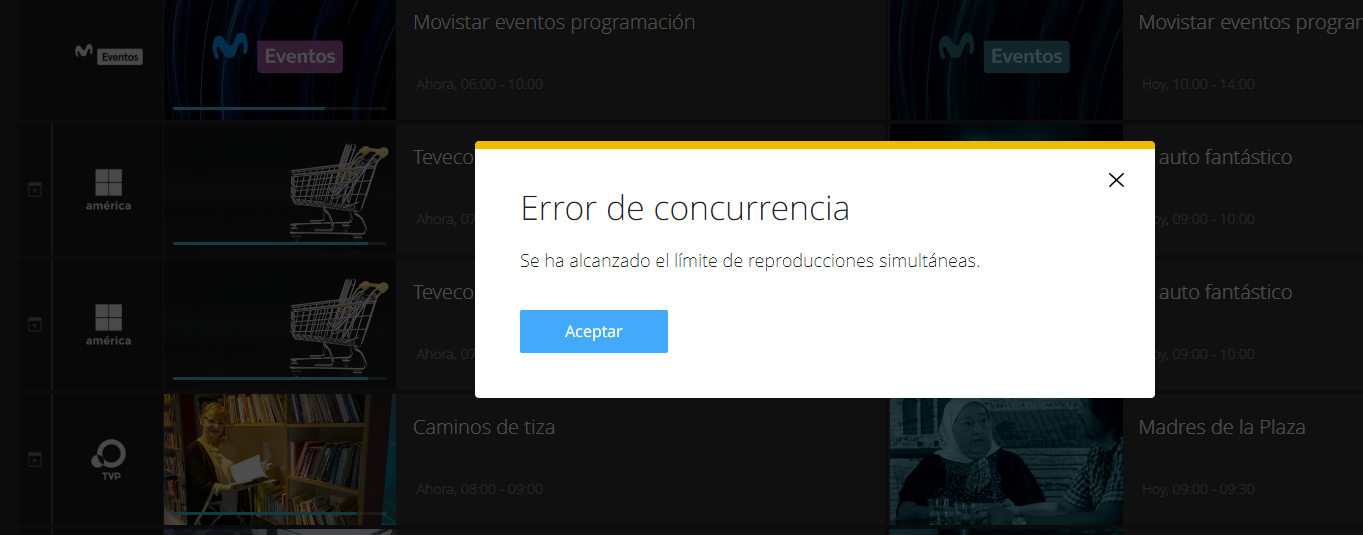 Movistar eventos programación
Movistar eventos progran
Eventos
Eventos
Eventos
Ahora, 06:00 - 10:00
Hoy, 10:00 - 14:00
Teveco
auto fantástico
américa
Ahora, 07
oy, 09:00 - 10:00
Error de concurrencia
Se ha alcanzado el límite de reproducciones simultáneas.
Aceptar
Teveco
auto fantástico
américa
Ahora, 07
oy, 09:00 - 10:00
Caminos de tiza
Madres de la Plaza
TVP
Ahora, 08:00 - 09:00
Hoy, 09:00 - 09:30